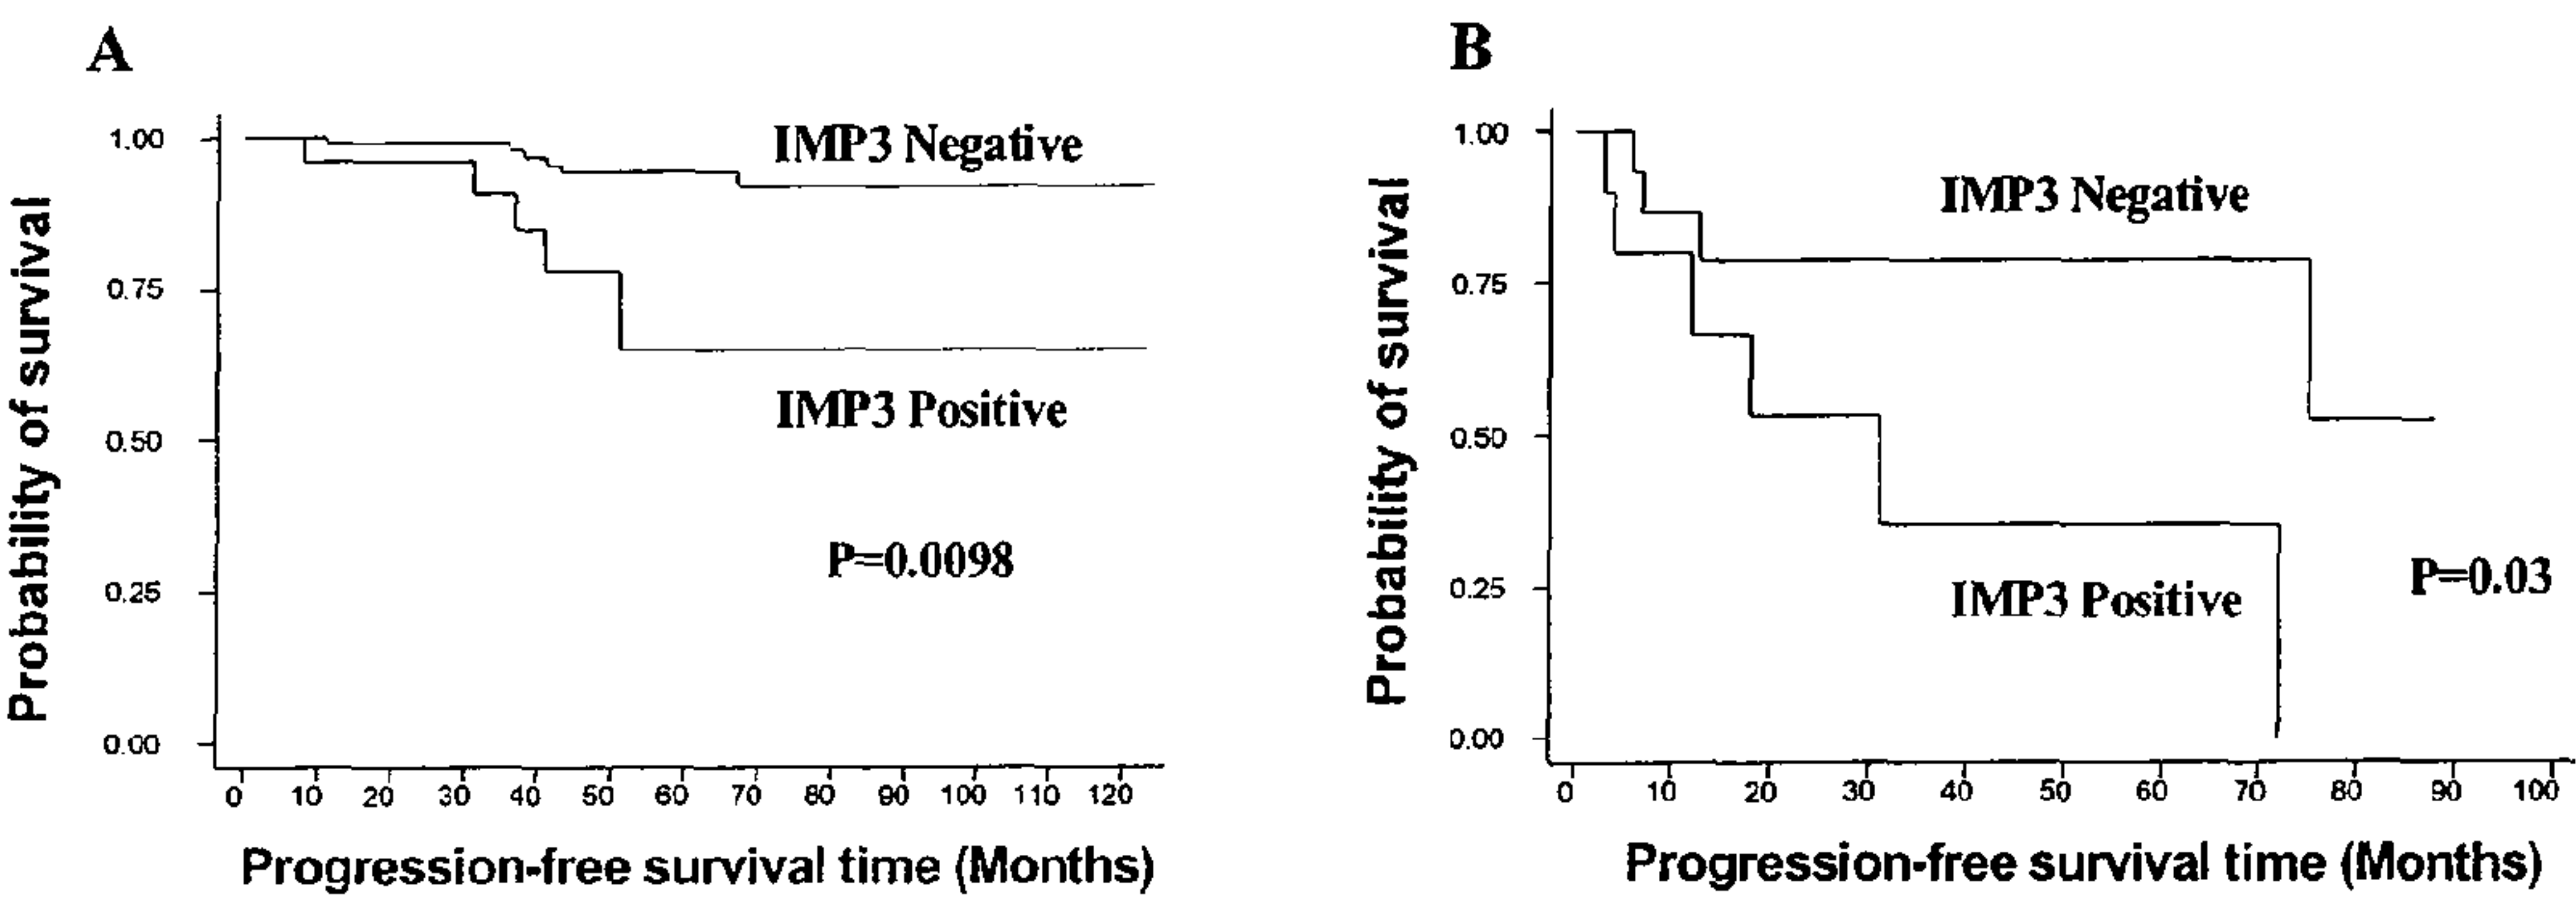 A
Probability of survival
1.00
0.75
0.50
0.25
0.00
IMP3 Negative
IMP3 Positive
P=0.0098
0 10 20 30 40 50 60 70 80 90 100 110 120
Progression-free survival time (Months)
B
Probability of survival
1.00
0.75
0.50
0.25
0.00
IMP3 Negative
IMP3 Positive
P=0.03
0 10 20 30 40 50 60 70 80 90 100
Progression-free survival time (Months)